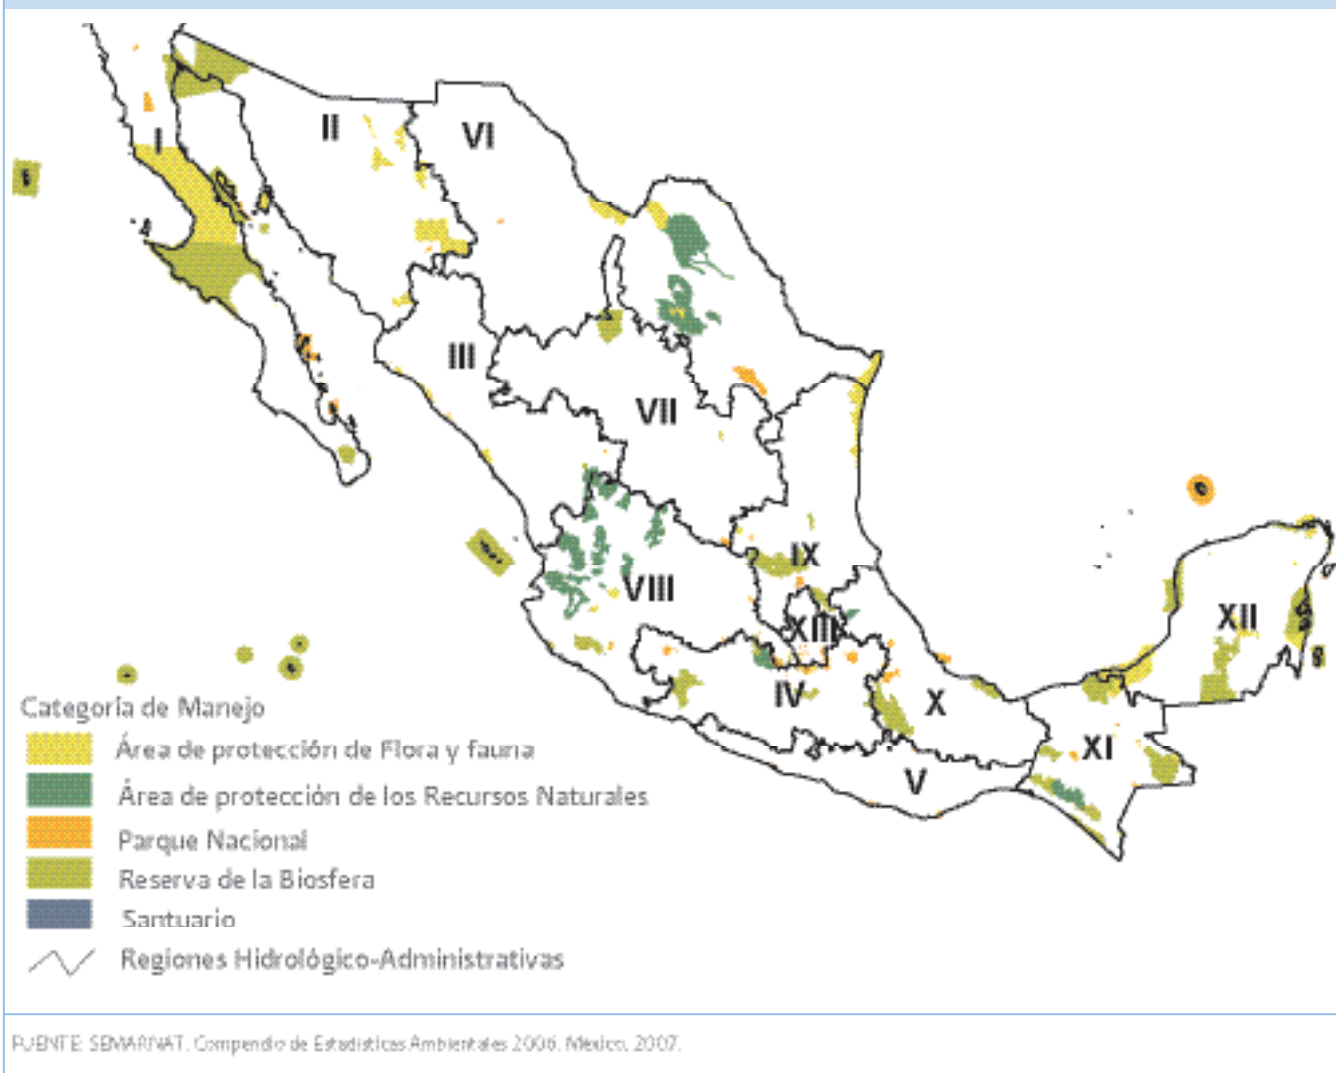 I
II
VI
III
VII
IX
VIII
XIII
XII
IV
X
XI
V
Categoría de Manejo
Área de protección de Flora y fauna
Área de protección de los Recursos Naturales
Parque Nacional
Reserva de la Biosfera
Santuario
Regiones Hidrológico-Administrativas
FUENTE: SEMARNAT. Compendio de Estadísticas Ambientales 2006. México, 2007.